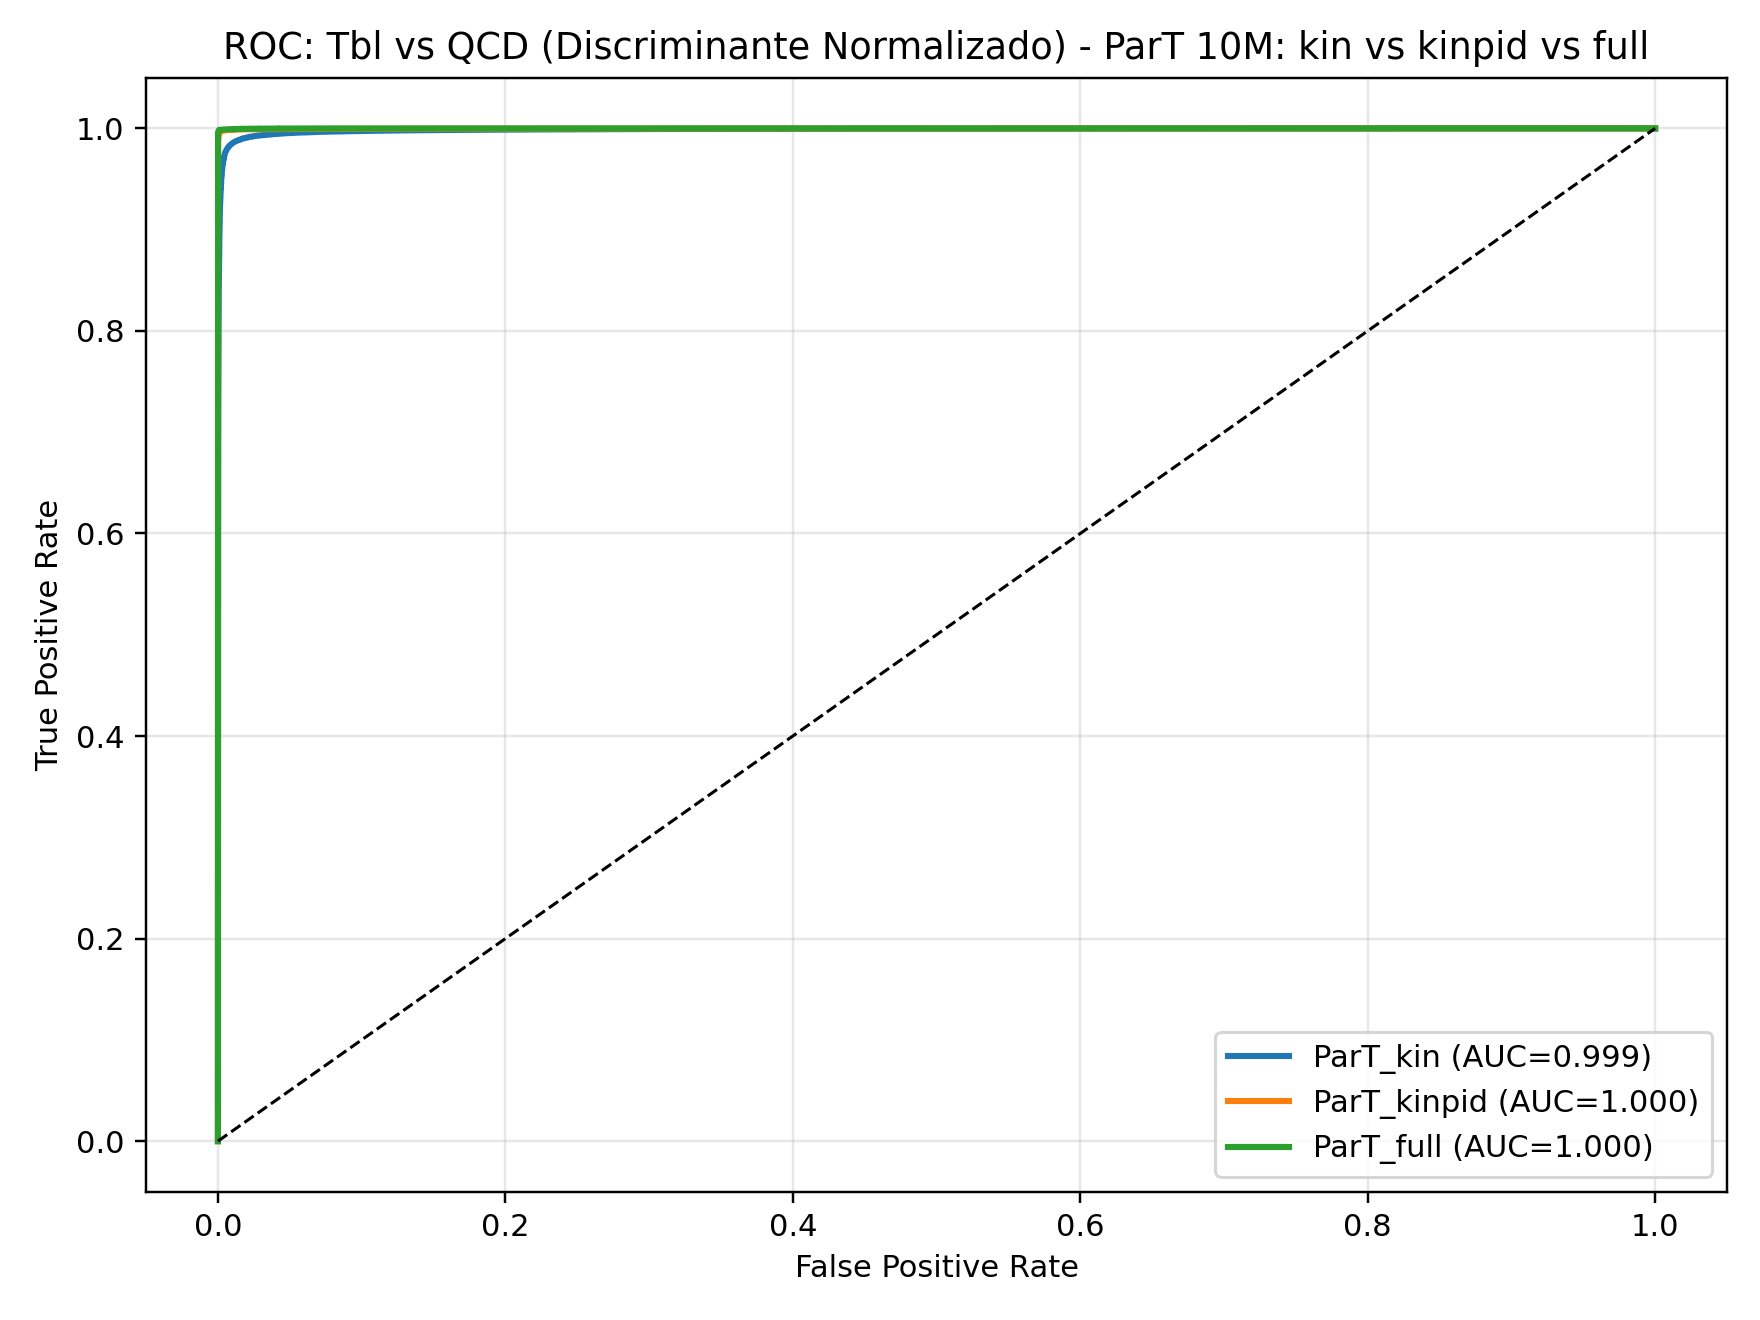 ROC: Tbl vs QCD (Discriminante Normalizado) - ParT 10M: kin vs kinpid vs full
1.0
0.8
0.6
0.4
0.2
0.0
True Positive Rate
0.0 0.2 0.4 0.6 0.8 1.0
False Positive Rate
ParT_kin (AUC=0.999)
ParT_kinpid (AUC=1.000)
ParT_full (AUC=1.000)